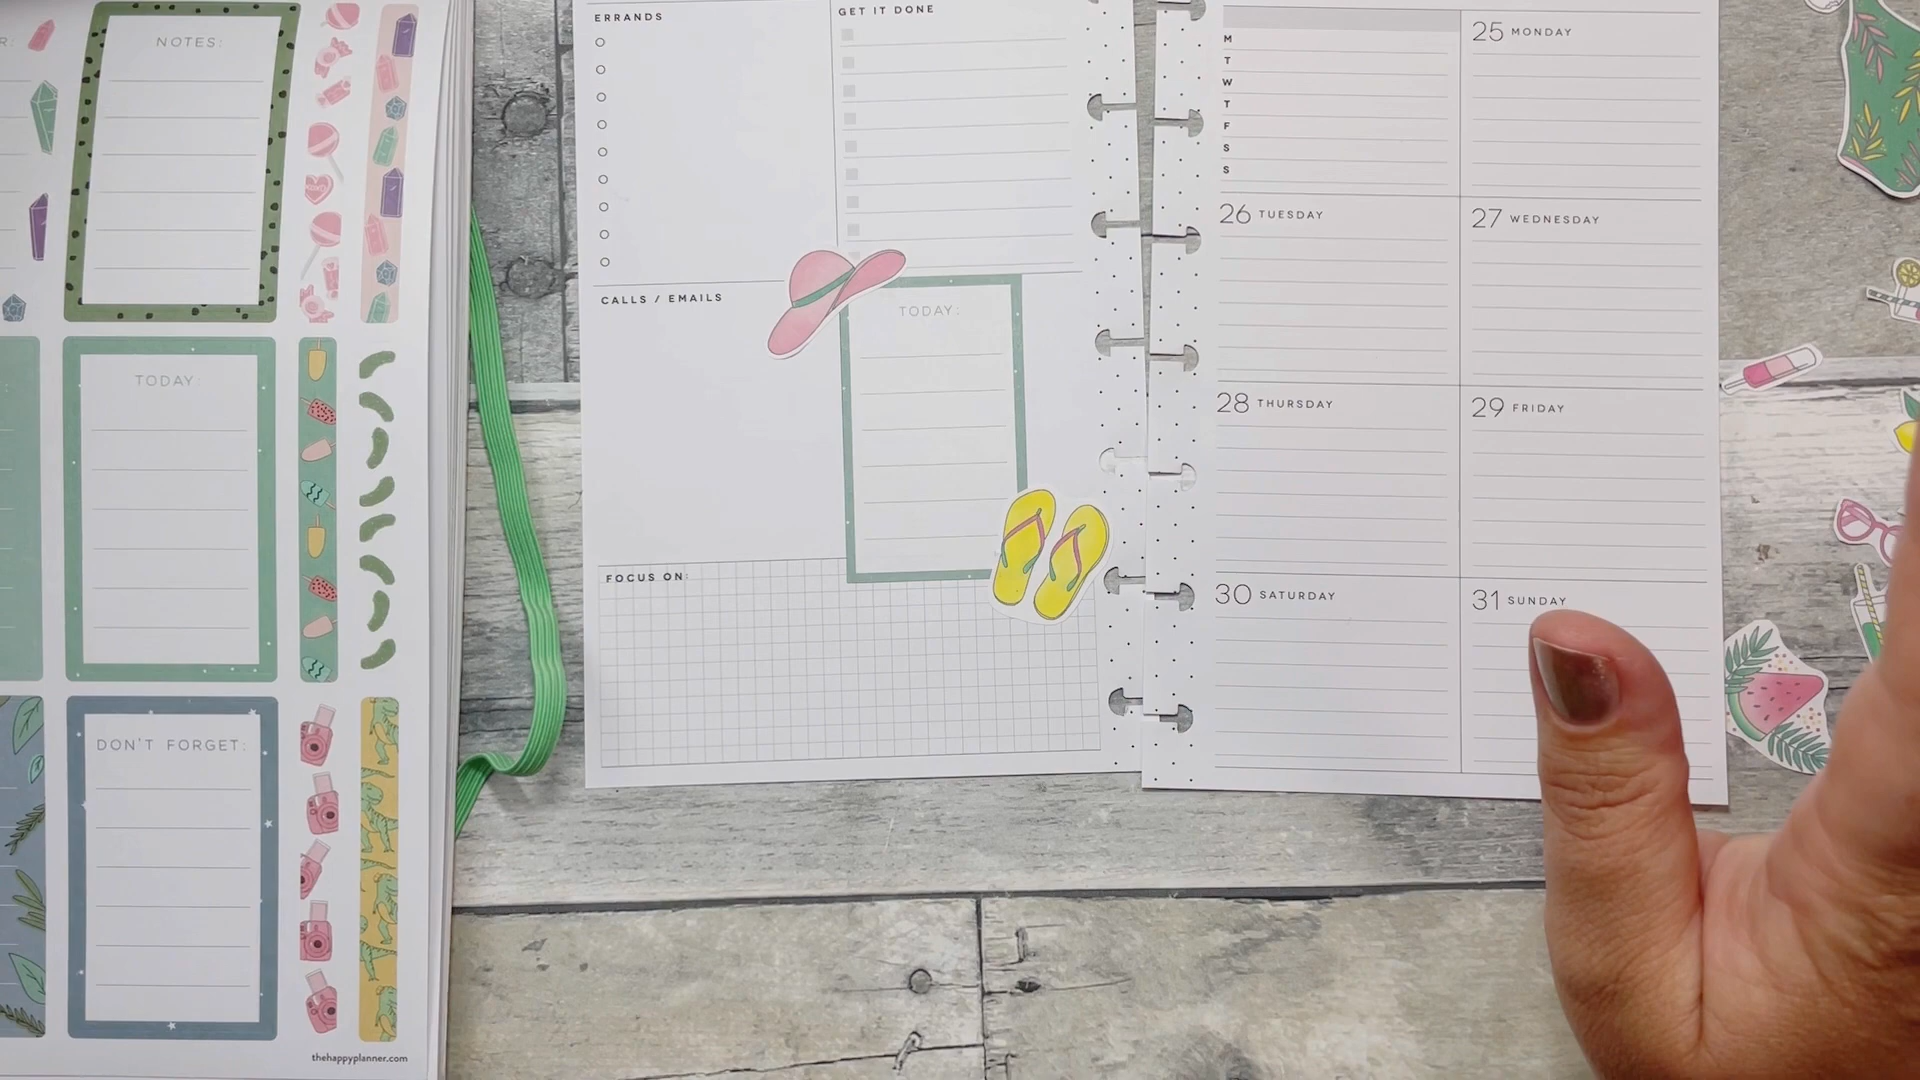 NOTES:
TODAY:
DON'T FORGET:
thehappyplanner.com
ERRANDS
GET IT DONE
CALLS / EMAILS
TODAY:
FOCUS ON:
M
T
W
T
F
S
S
25 MONDAY
26 TUESDAY
27 WEDNESDAY
28 THURSDAY
29 FRIDAY
30 SATURDAY
31 SUNDAY